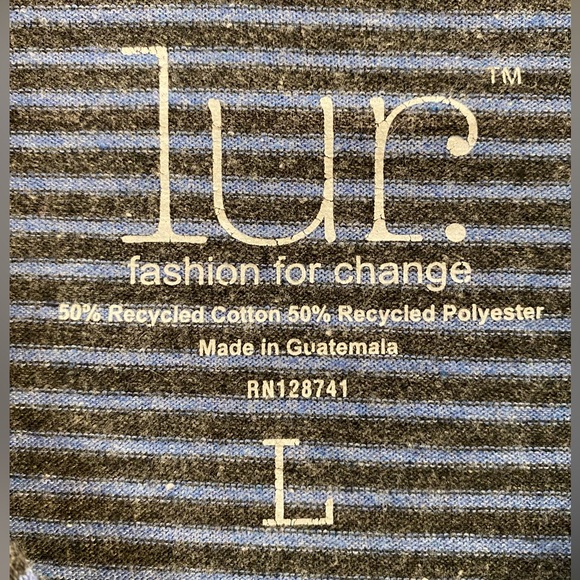 lur.™
fashion for change
50% Recycled Cotton 50% Recycled Polyester
Made in Guatemala
RN128741
L